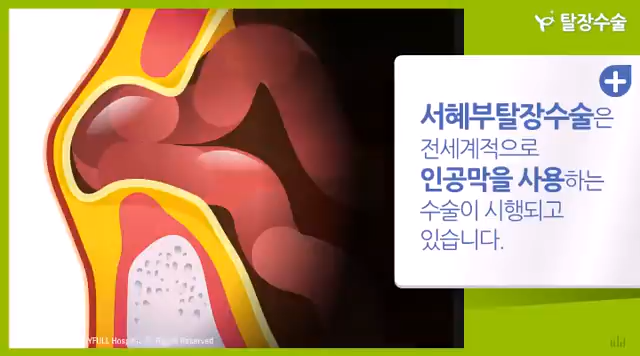 탈장수술
서혜부탈장수술은
전세계적으로
인공막을 사용하는
수술이 시행되고
있습니다.
Reserved